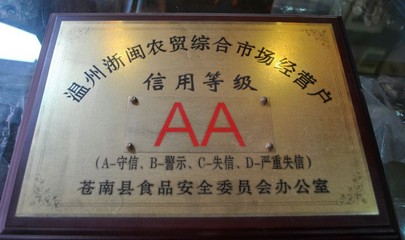 温州浙闽农贸综合市场经营户
信用等级
AA
(A-守信、B-警示、C-失信、D-严重失信)
苍南县食品安全委员会办公室